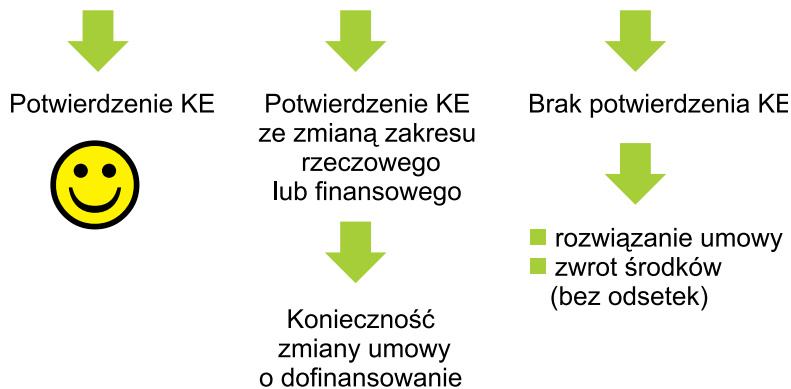 Potwierdzenie KE
Potwierdzenie KE
ze zmianą zakresu
rzeczowego
lub finansowego
Konieczność
zmiany umowy
o dofinansowanie
Brak potwierdzenia KE
rozwiązanie umowy
zwrot środków
(bez odsetek)